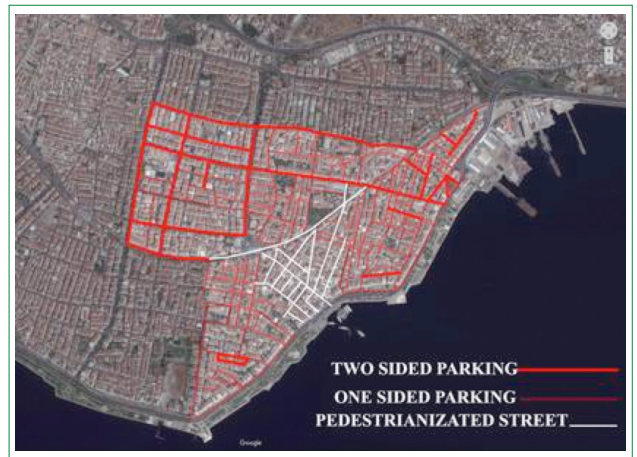 TWO SIDED PARKING
ONE SIDED PARKING
PEDESTRIANIZATED STREET
Google